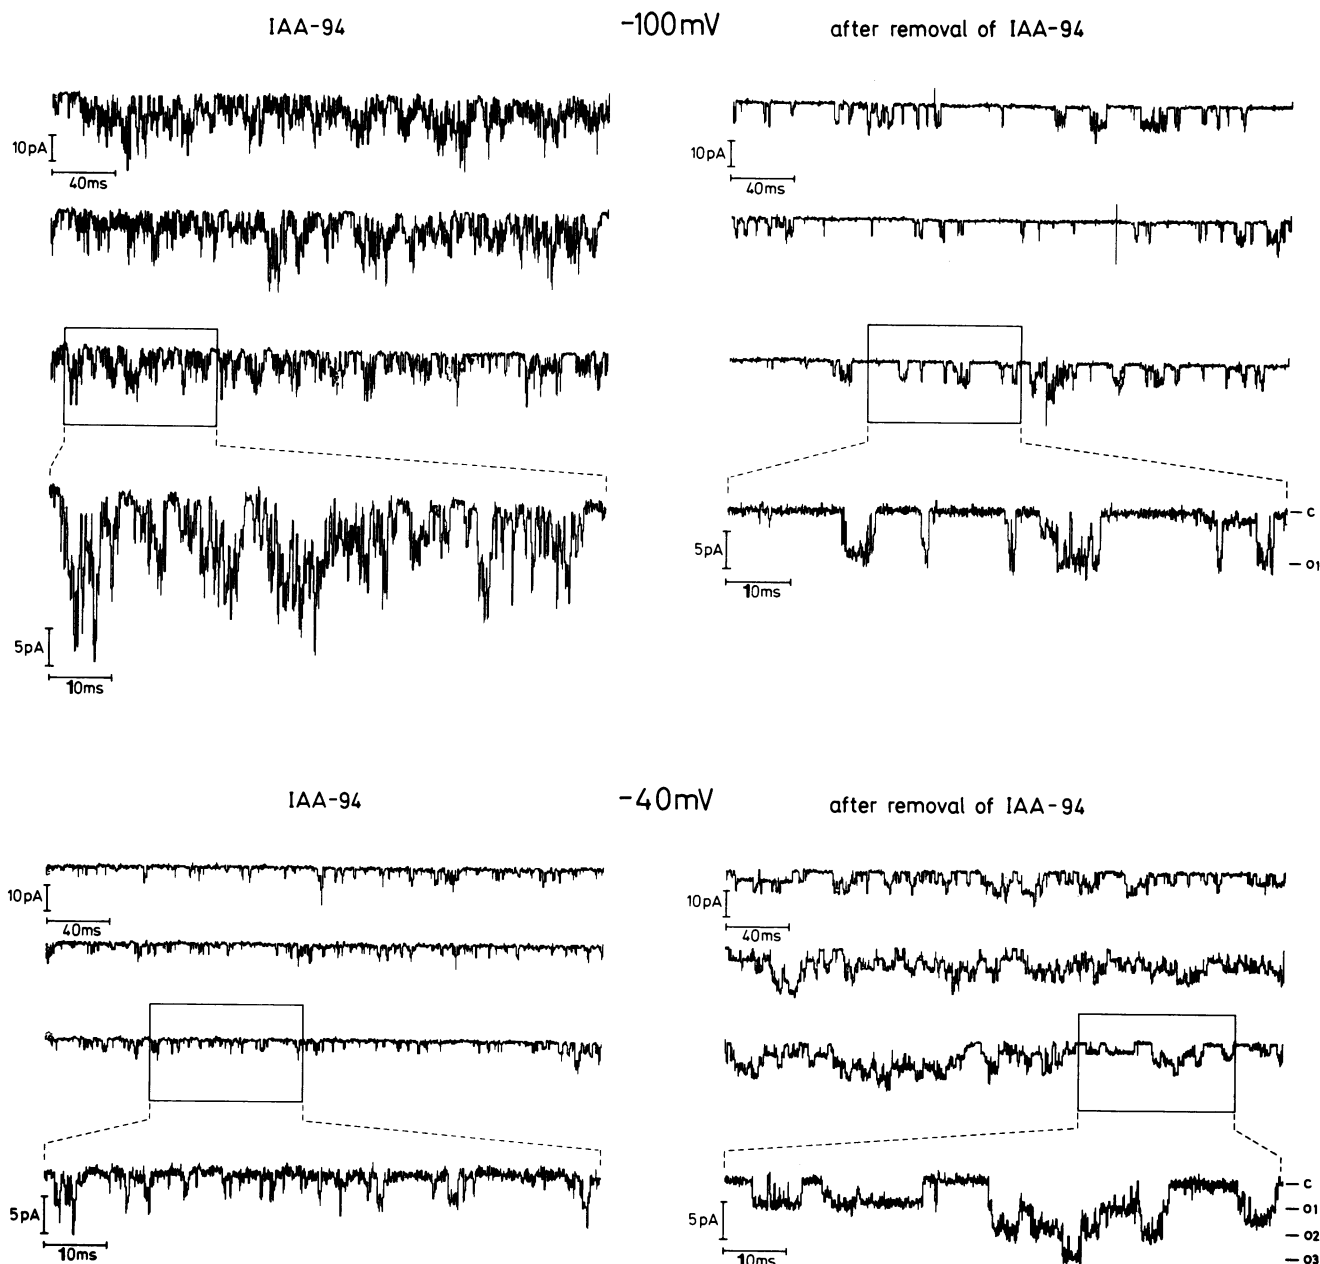 IAA-94
-100mV
after removal of IAA-94
10pA
40ms
10pA
40ms
5pA
10ms
5pA
10ms
C
O1
IAA-94
-40mV
after removal of IAA-94
10pA
40ms
10pA
40ms
5pA
10ms
5pA
10ms
C
O1
O2
O3